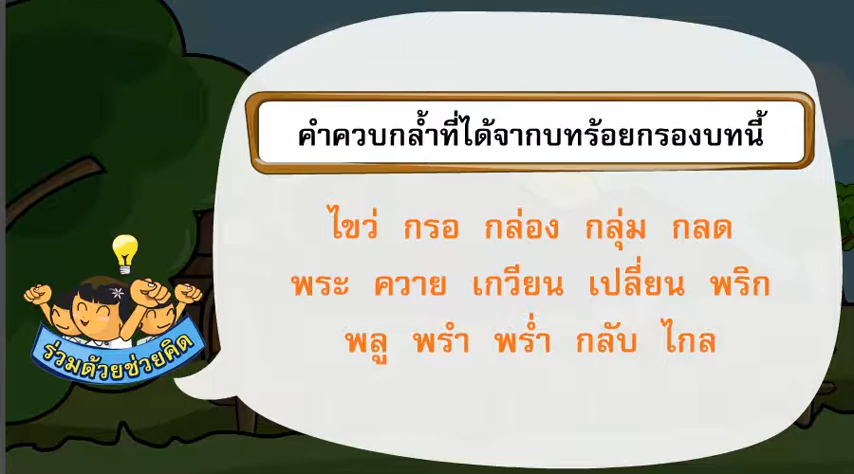 คำควบกล้ำที่ได้จากบทร้อยกรองบทนี้
ไขว่ กรอ กล่อง กลุ่ม กลด
พระ ควาย เกวียน เปลี่ยน พริก
พลู พรำ พร่ำ กลับ ไกล
ร่วมด้วยช่วยคิด